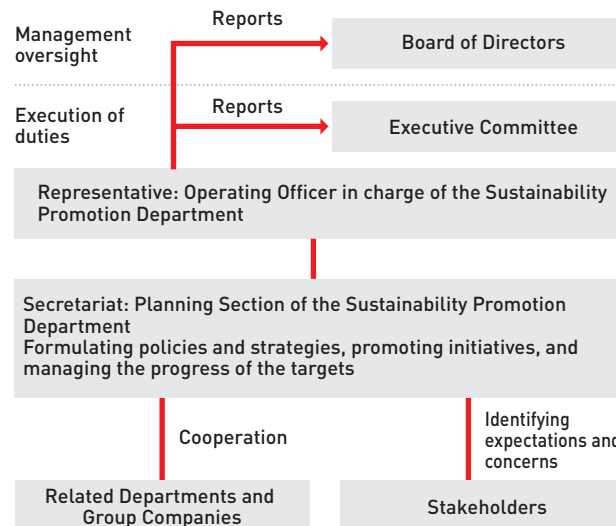 Reports
Management
oversight
Board of Directors
Reports
Execution of
duties
Executive Committee
Representative: Operating Officer in charge of the Sustainability
Promotion Department
Secretariat: Planning Section of the Sustainability Promotion
Department
Formulating policies and strategies, promoting initiatives, and
managing the progress of the targets
Cooperation
Identifying
expectations and
concerns
Related Departments and
Group Companies
Stakeholders